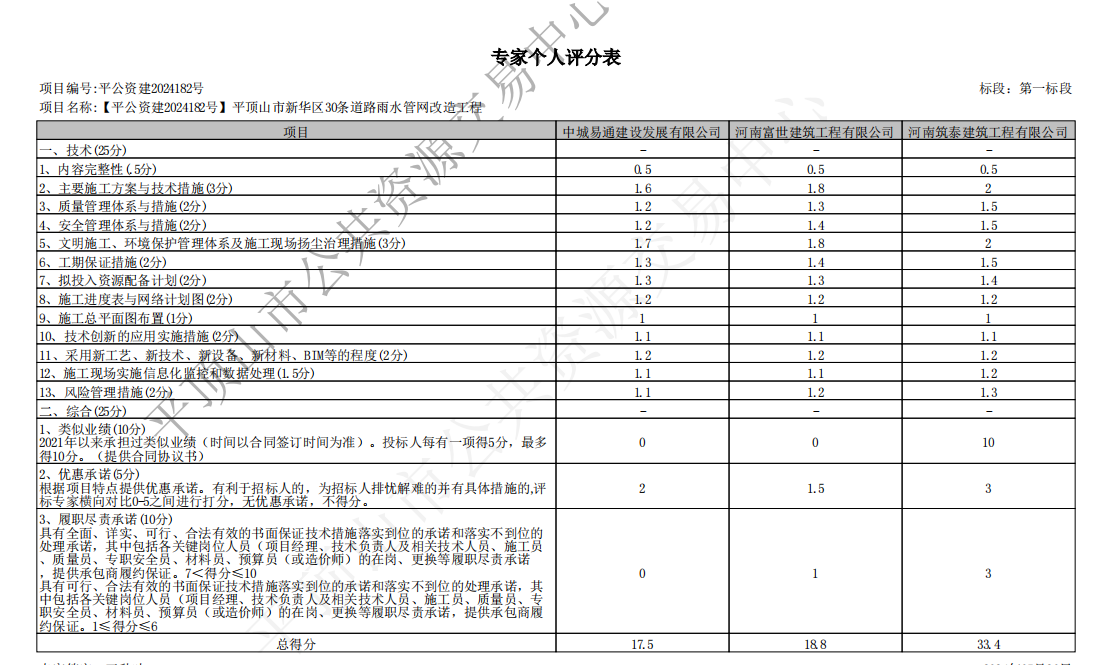 专家个人评分表
项目编号:平公资建2024182号 标段：第一标段
项目名称:【平公资建2024182号】平顶山市新华区30条道路雨水管网改造工程
项目 中城易通建设发展有限公司 河南富世建筑工程有限公司 河南筑泰建筑工程有限公司
一、技术(25分) － － －
1、内容完整性(.5分) 0.5 0.5 0.5
2、主要施工方案与技术措施(3分) 1.6 1.8 2
3、质量管理体系与措施(2分) 1.2 1.3 1.5
4、安全管理体系与措施(2分) 1.2 1.4 1.5
5、文明施工、环境保护管理体系及施工现场扬尘治理措施(3分) 1.7 1.8 2
6、工期保证措施(2分) 1.3 1.4 1.5
7、拟投入资源配备计划(2分) 1.3 1.3 1.4
8、施工进度表与网络计划图(2分) 1.2 1.2 1.2
9、施工总平面图布置(1分) 1 1 1
10、技术创新的应用实施措施(2分) 1.1 1.1 1.1
11、采用新工艺、新技术、新设备、新材料、BIM等的程度(2分) 1.2 1.2 1.2
12、施工现场实施信息化监控和数据处理(1.5分) 1.1 1.1 1.2
13、风险管理措施(2分) 1.1 1.2 1.3
二、综合(25分) － － －
1、类似业绩(10分)
2021年以来承担过类似业绩（时间以合同签订时间为准）。投标人每有一项得5分，最多 0 0 10
得10分。（提供合同协议书）
2、优惠承诺(5分)
根据项目特点提供优惠承诺。有利于招标人的，为招标人排忧解难的并有具体措施的,评 2 1.5 3
标专家横向对比0-5之间进行打分，无优惠承诺，不得分。
3、履职尽责承诺(10分)
具有全面、详实、可行、合法有效的书面保证技术措施落实到位的承诺和落实不到位的
处理承诺，其中包括各关键岗位人员（项目经理、技术负责人及相关技术人员、施工员
、质量员、专职安全员、材料员、预算员（或造价师）的在岗、更换等履职尽责承诺
，提供承包商履约保证。7＜得分≤10 0 1 3
具有可行、合法有效的书面保证技术措施落实到位的承诺和落实不到位的处理承诺，其
中包括各关键岗位人员（项目经理、技术负责人及相关技术人员、施工员、质量员、专
职安全员、材料员、预算员（或造价师）的在岗、更换等履职尽责承诺，提供承包商履
约保证。1≤得分≤6
总得分 17.5 18.8 33.4
平顶山市公共资源交易中心
平顶山市公共资源交易中心